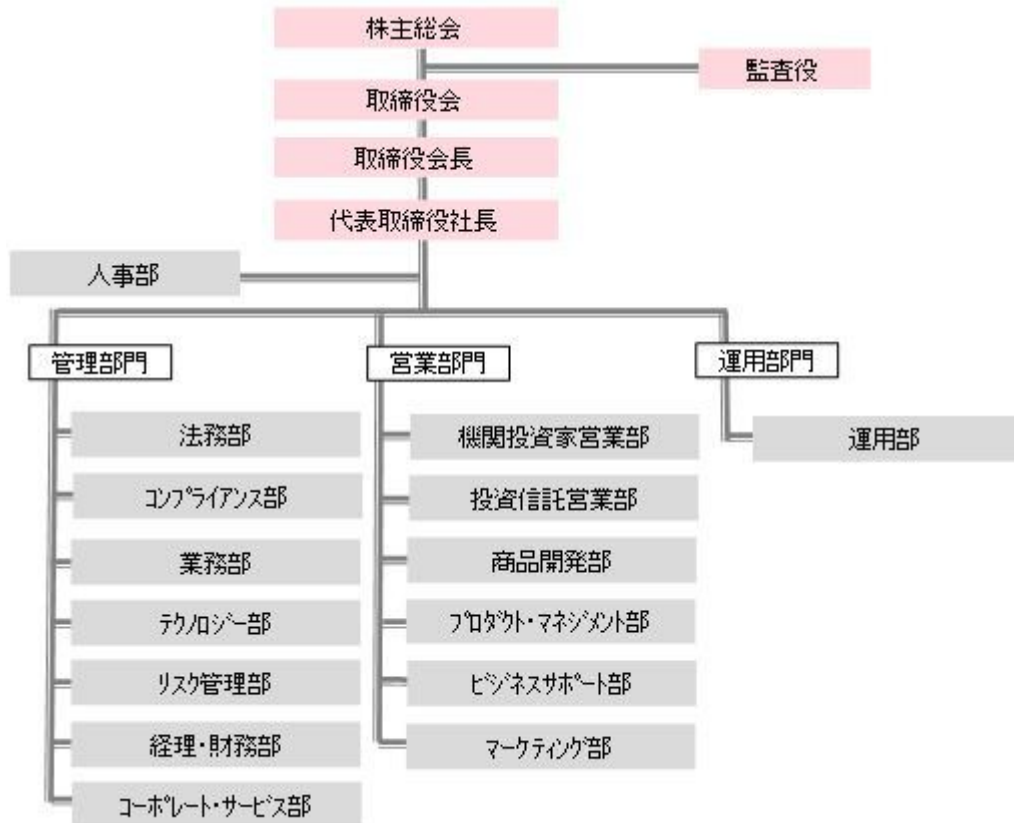 株主総会
監査役
取締役会
取締役会長
代表取締役社長
人事部
管理部門
法務部
コンプライアンス部
業務部
テクノロジー部
リスク管理部
経理・財務部
コーポレート・サービス部
営業部門
機関投資家営業部
投資信託営業部
商品開発部
プロダクト・マネジメント部
ビジネスサポート部
マーケティング部
運用部門
運用部